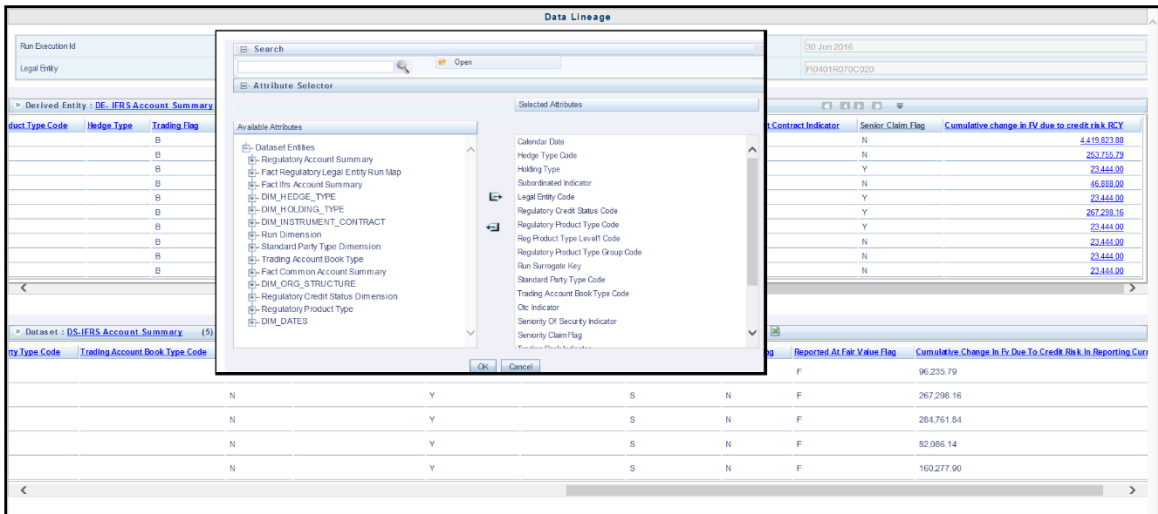 Data Lineage
Run Execution Id
30 Jun 2016
Legal Entity
FI0401R070C020
Search
Open
Attribute Selector
Selected Attributes
Available Attributes
Dataset Entities
Regulatory Account Summary
Fact Regulatory Legal Entity Run Map
Fact Ifrs Account Summary
DIM_HEDGE_TYPE
DIM_HOLDING_TYPE
DIM_INSTRUMENT_CONTRACT
Run Dimension
Standard Party Type Dimension
Trading Account Book Type
Fact Common Account Summary
DIM_ORG_STRUCTURE
Regulatory Credit Status Dimension
Regulatory Product Type
DIM_DATES
Calendar Date
Hedge Type Code
Holding Type
Subordinated Indicator
Legal Entity Code
Regulatory Credit Status Code
Regulatory Product Type Code
Reg Product Type Level1 Code
Regulatory Product Type Group Code
Run Surrogate Key
Standard Party Type Code
Trading Account Book Type Code
Otc Indicator
Seniority Of Security Indicator
Seniority Claim Flag
OK Cancel
» Derived Entity : DE- IFRS Account Summary
duct Type Code Hedge Type Trading Flag t Contract Indicator Senior Claim Flag Cumulative change in FV due to credit risk RCY
B N 4,419,823.88
B N 253,755.79
B Y 23,444.00
B N 46,888.00
B Y 23,444.00
B Y 267,298.16
B Y 23,444.00
B N 23,444.00
B N 23,444.00
B N 23,444.00
» Dataset : DS-IFRS Account Summary (5)
rty Type Code Trading Account Book Type Code ng Reported At Fair Value Flag Cumulative Change In Fv Due To Credit Risk In Reporting Curr
F 96,235.79
N Y S N F 267,298.16
N Y S N F 284,761.84
N Y S N F 82,086.14
N Y S N F 160,277.90